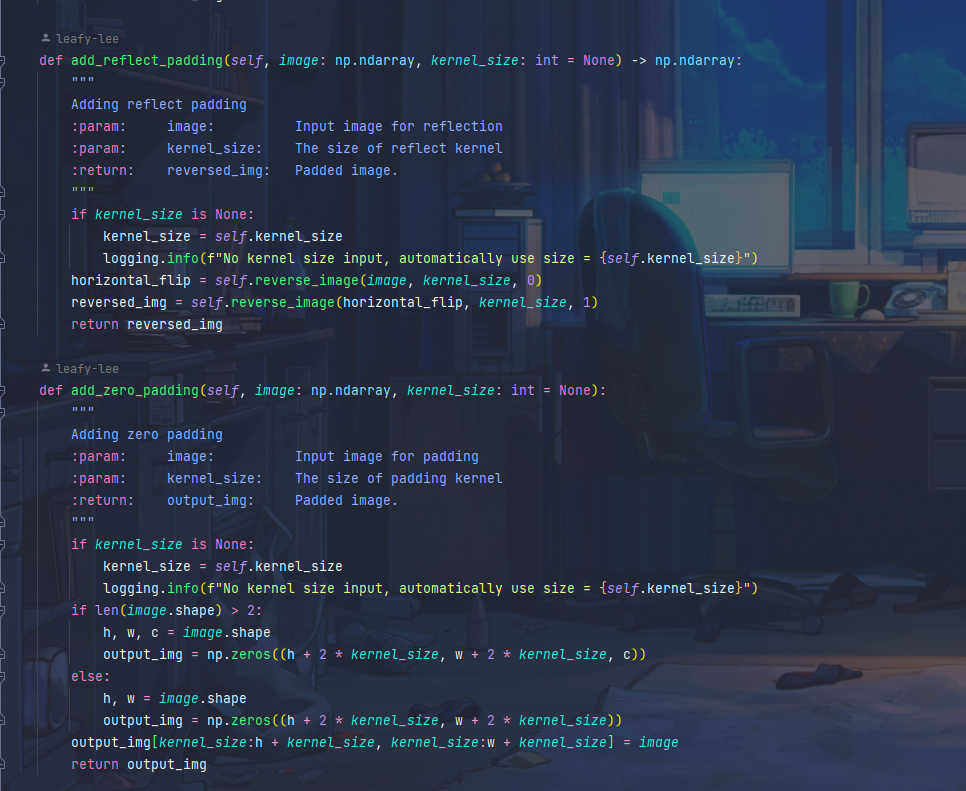 leafy-lee
def add_reflect_padding(self, image: np.ndarray, kernel_size: int = None) -> np.ndarray:
    """
    Adding reflect padding
    :param:     image:          Input image for reflection
    :param:     kernel_size:    The size of reflect kernel
    :return:    reversed_img:   Padded image.
    """
    if kernel_size is None:
        kernel_size = self.kernel_size
        logging.info(f"No kernel size input, automatically use size = {self.kernel_size}")
    horizontal_flip = self.reverse_image(image, kernel_size, 0)
    reversed_img = self.reverse_image(horizontal_flip, kernel_size, 1)
    return reversed_img
leafy-lee
def add_zero_padding(self, image: np.ndarray, kernel_size: int = None):
    """
    Adding zero padding
    :param:     image:          Input image for padding
    :param:     kernel_size:    The size of padding kernel
    :return:    output_img:     Padded image.
    """
    if kernel_size is None:
        kernel_size = self.kernel_size
        logging.info(f"No kernel size input, automatically use size = {self.kernel_size}")
    if len(image.shape) > 2:
        h, w, c = image.shape
        output_img = np.zeros((h + 2 * kernel_size, w + 2 * kernel_size, c))
    else:
        h, w = image.shape
        output_img = np.zeros((h + 2 * kernel_size, w + 2 * kernel_size))
    output_img[kernel_size:h + kernel_size, kernel_size:w + kernel_size] = image
    return output_img